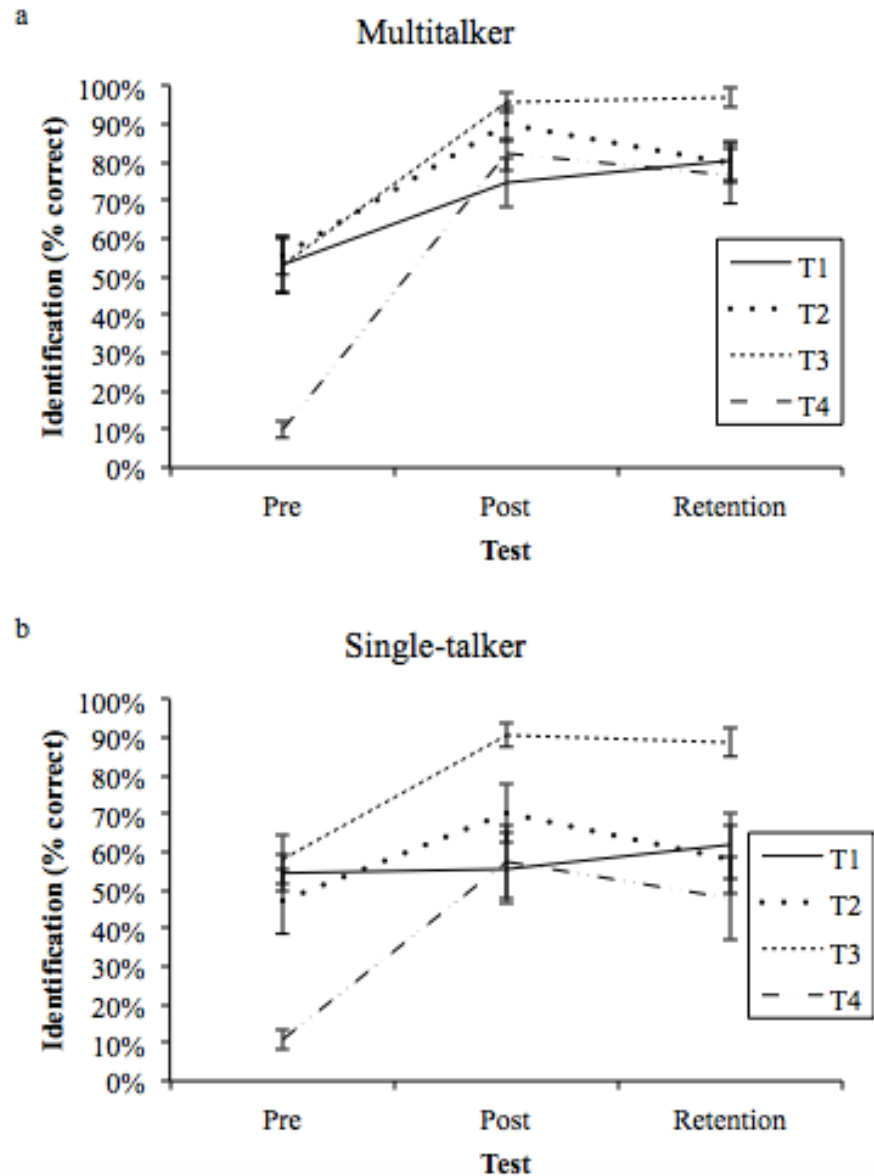 a
Multitalker
Identification (% correct)
100%
90%
80%
70%
60%
50%
40%
30%
20%
10%
0%
T1
T2
T3
T4
Pre Post Retention
Test
b
Single-talker
Identification (% correct)
100%
90%
80%
70%
60%
50%
40%
30%
20%
10%
0%
T1
T2
T3
T4
Pre Post Retention
Test